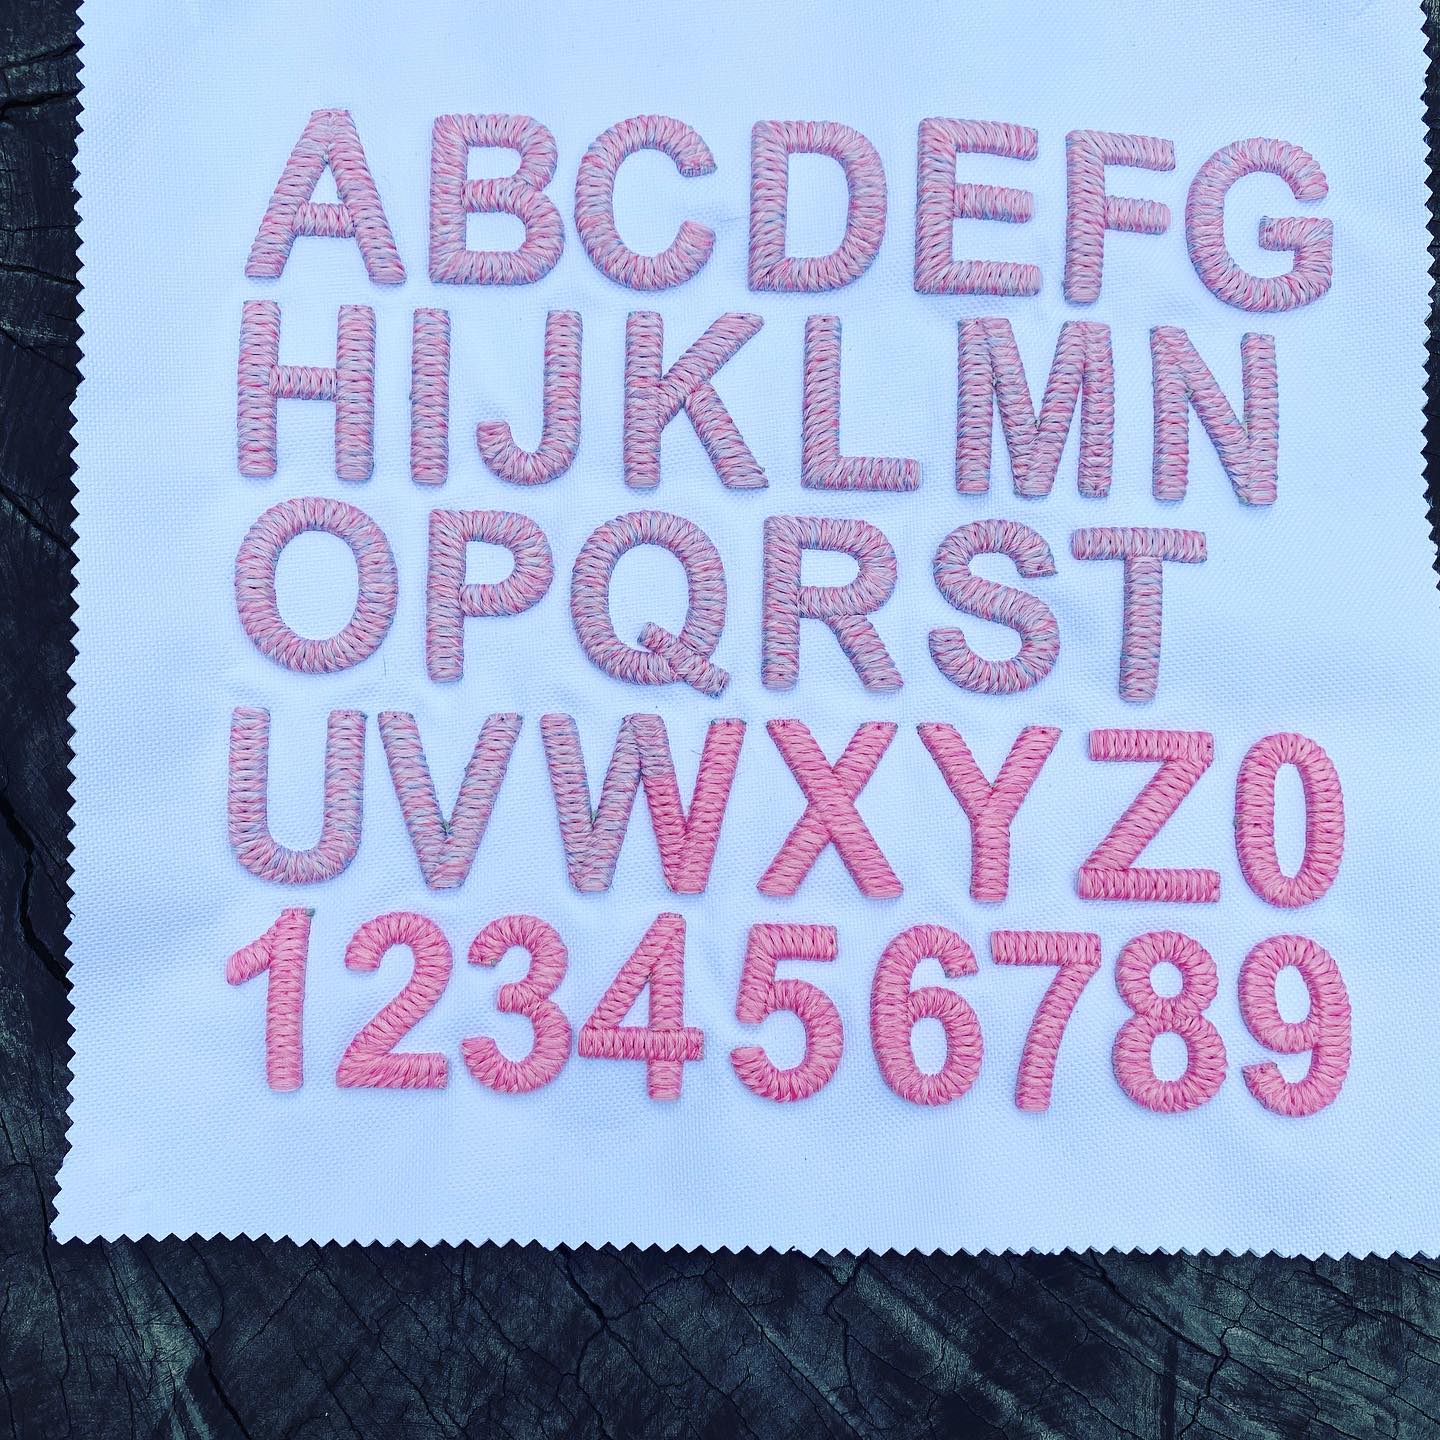 ABCDEFG
HIJKLMN
OPQRST
UVWXYZ0
123456789